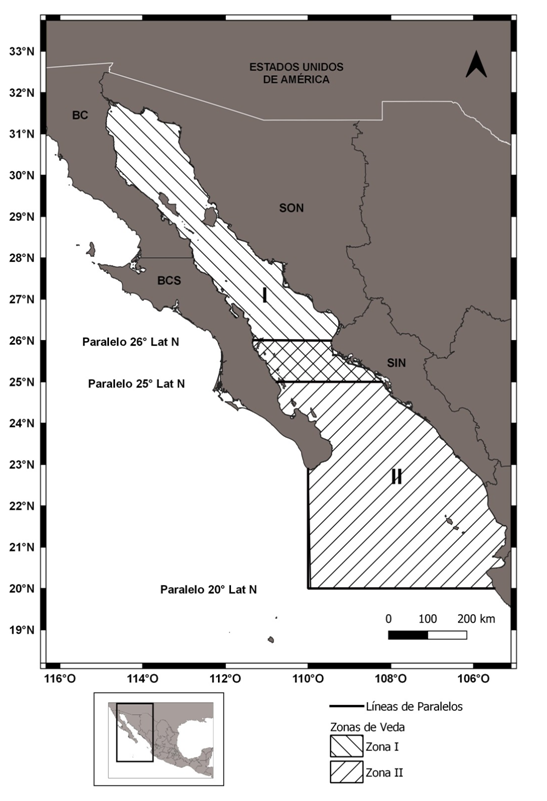 33°N
32°N
31°N
30°N
29°N
28°N
27°N
26°N
25°N
24°N
23°N
22°N
21°N
20°N
19°N
ESTADOS UNIDOS
DE AMÉRICA
BC
SON
BCS
I
Paralelo 26° Lat N
SIN
Paralelo 25° Lat N
II
Paralelo 20° Lat N
0 100 200 km
116°O 114°O 112°O 110°O 108°O 106°O
Líneas de Paralelos
Zonas de Veda
Zona I
Zona II